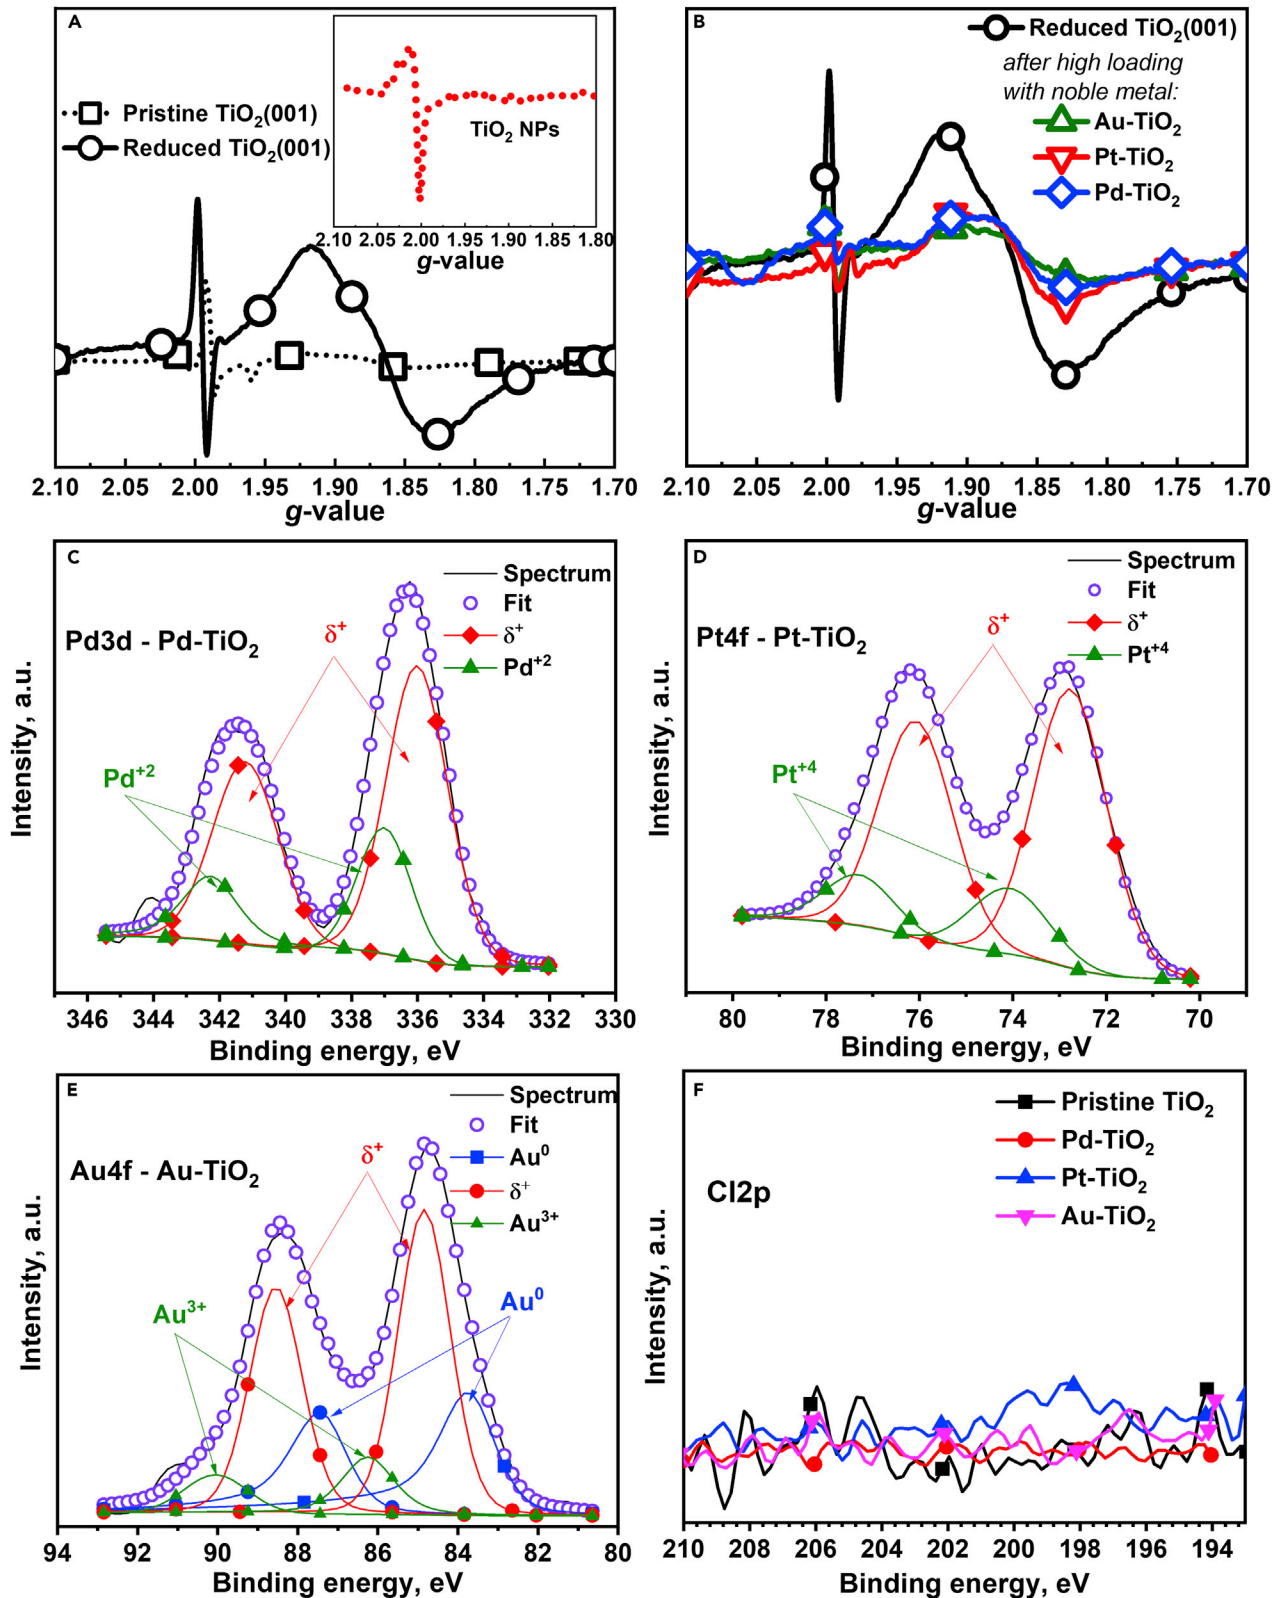 A
Pristine TiO₂(001)
Reduced TiO₂(001)
TiO₂ NPs
2.10 2.05 2.00 1.95 1.90 1.85 1.80
g-value
2.10 2.05 2.00 1.95 1.90 1.85 1.80 1.75 1.70
g-value
B
Reduced TiO₂(001)
after high loading
with noble metal:
Au-TiO₂
Pt-TiO₂
Pd-TiO₂
2.10 2.05 2.00 1.95 1.90 1.85 1.80 1.75 1.70
g-value
C
Spectrum
Fit
δ⁺
Pd⁺²
Pd3d - Pd-TiO₂
δ⁺
Pd⁺²
Intensity, a.u.
346 344 342 340 338 336 334 332 330
Binding energy, eV
D
Spectrum
Fit
δ⁺
Pt⁺⁴
Pt4f - Pt-TiO₂
δ⁺
Pt⁺⁴
Intensity, a.u.
80 78 76 74 72 70
Binding energy, eV
E
Spectrum
Fit
Au⁰
δ⁺
Au³⁺
Au4f - Au-TiO₂
δ⁺
Au³⁺
Au⁰
Intensity, a.u.
94 92 90 88 86 84 82 80
Binding energy, eV
F
Pristine TiO₂
Pd-TiO₂
Pt-TiO₂
Au-TiO₂
Cl2p
Intensity, a.u.
210 208 206 204 202 200 198 196 194
Binding energy, eV